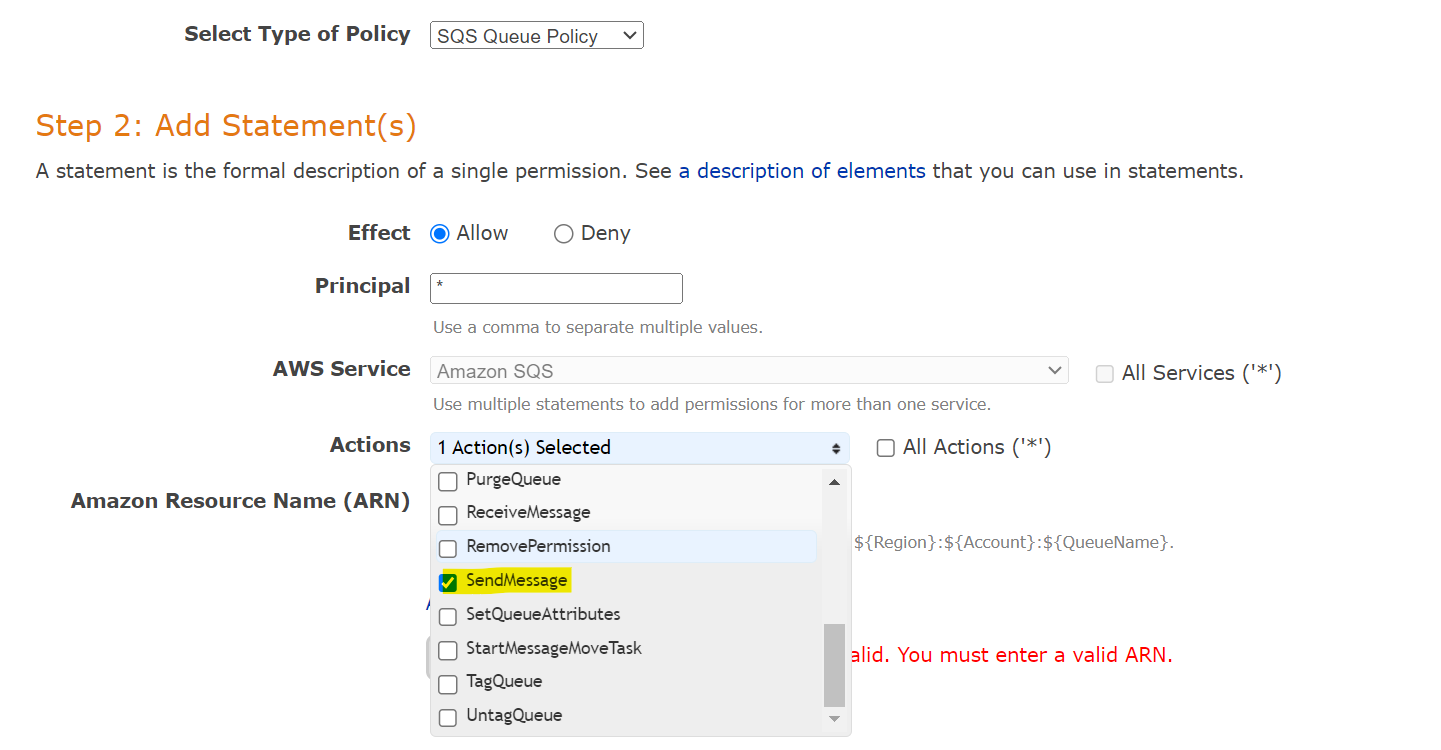 Select Type of Policy SQS Queue Policy
Step 2: Add Statement(s)
A statement is the formal description of a single permission. See a description of elements that you can use in statements.
Effect Allow Deny
Principal *
Use a comma to separate multiple values.
AWS Service Amazon SQS All Services ('*')
Use multiple statements to add permissions for more than one service.
Actions 1 Action(s) Selected All Actions ('*')
PurgeQueue
Amazon Resource Name (ARN)
ReceiveMessage
RemovePermission
${Region}:${Account}:${QueueName}.
SendMessage
SetQueueAttributes
StartMessageMoveTask
alid. You must enter a valid ARN.
TagQueue
UntagQueue